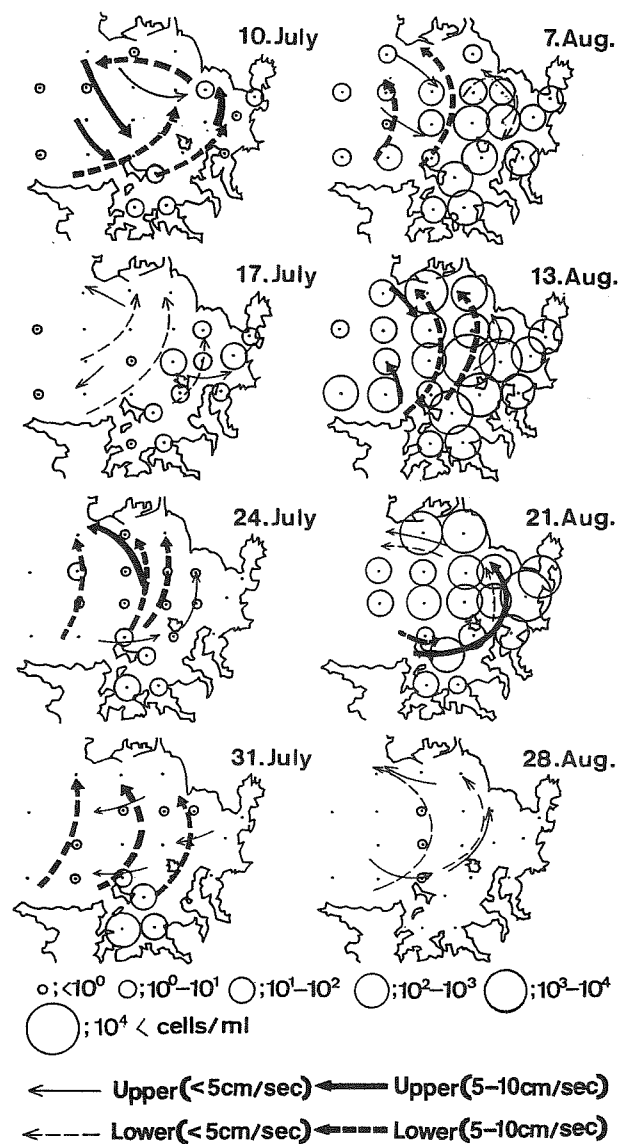 10.July
7.Aug.
17.July
13.Aug.
24.July
21.Aug.
31.July
28.Aug.
;<10⁰ ;10⁰–10¹ ;10¹–10² ;10²–10³ ;10³–10⁴
;10⁴ < cells/ml
Upper(<5cm/sec) Upper(5–10cm/sec)
Lower(<5cm/sec) Lower(5–10cm/sec)